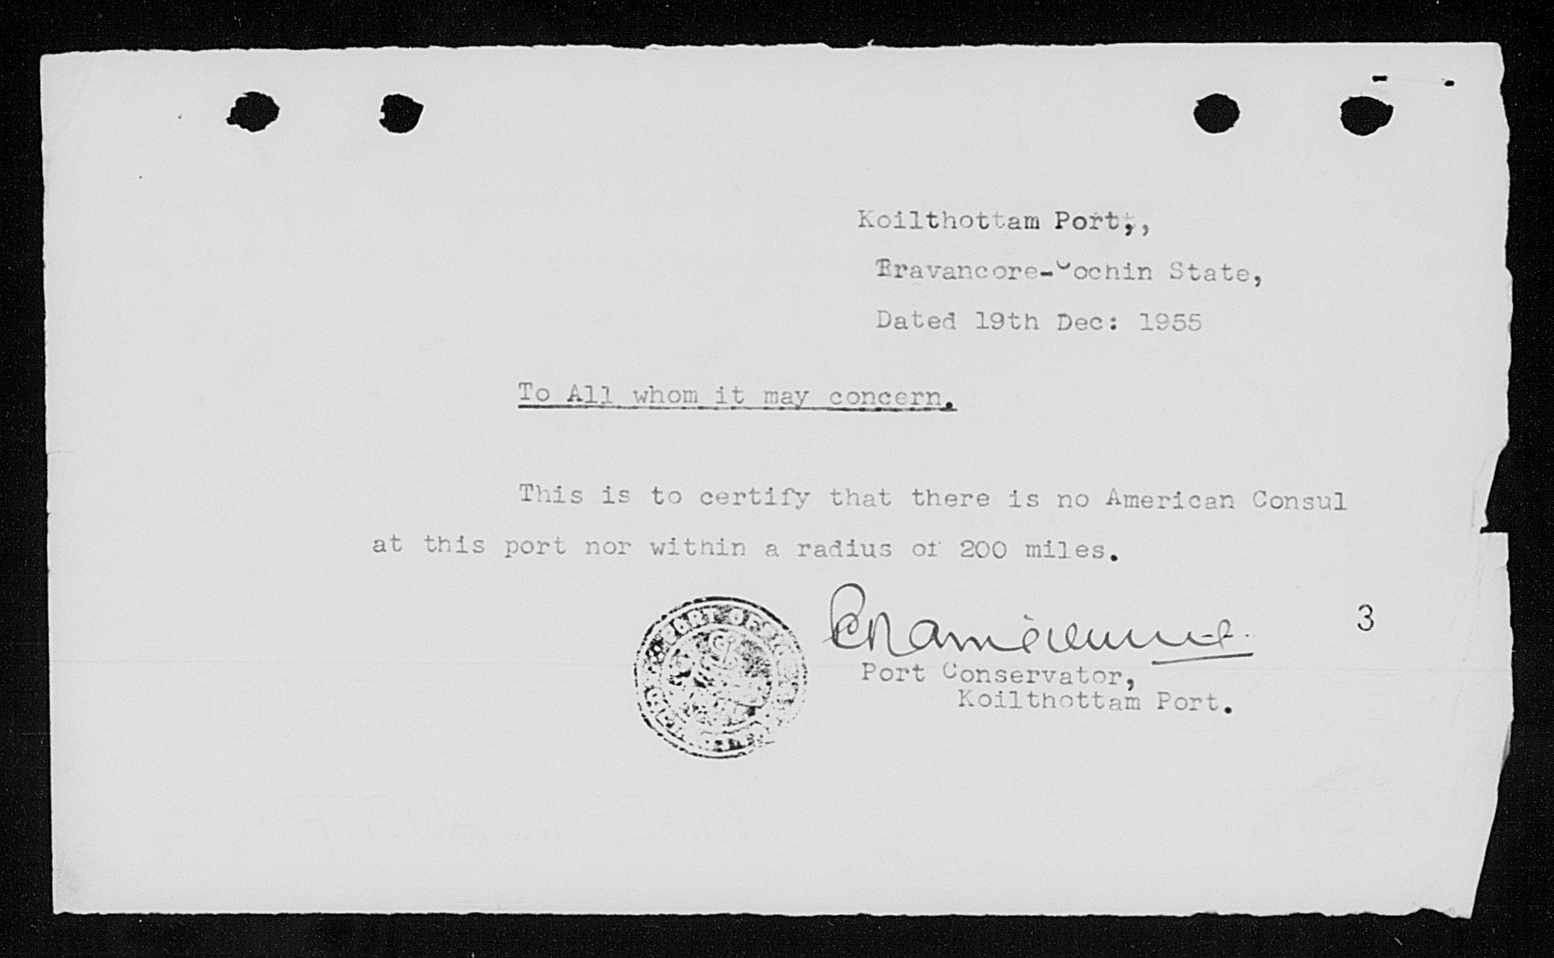 Koilthottam Port,,
Travancore-Cochin State,
Dated 19th Dec: 1955
To All whom it may concern.
This is to certify that there is no American Consul
at this port nor within a radius of 200 miles.
3
Port Conservator,
Koilthottam Port.